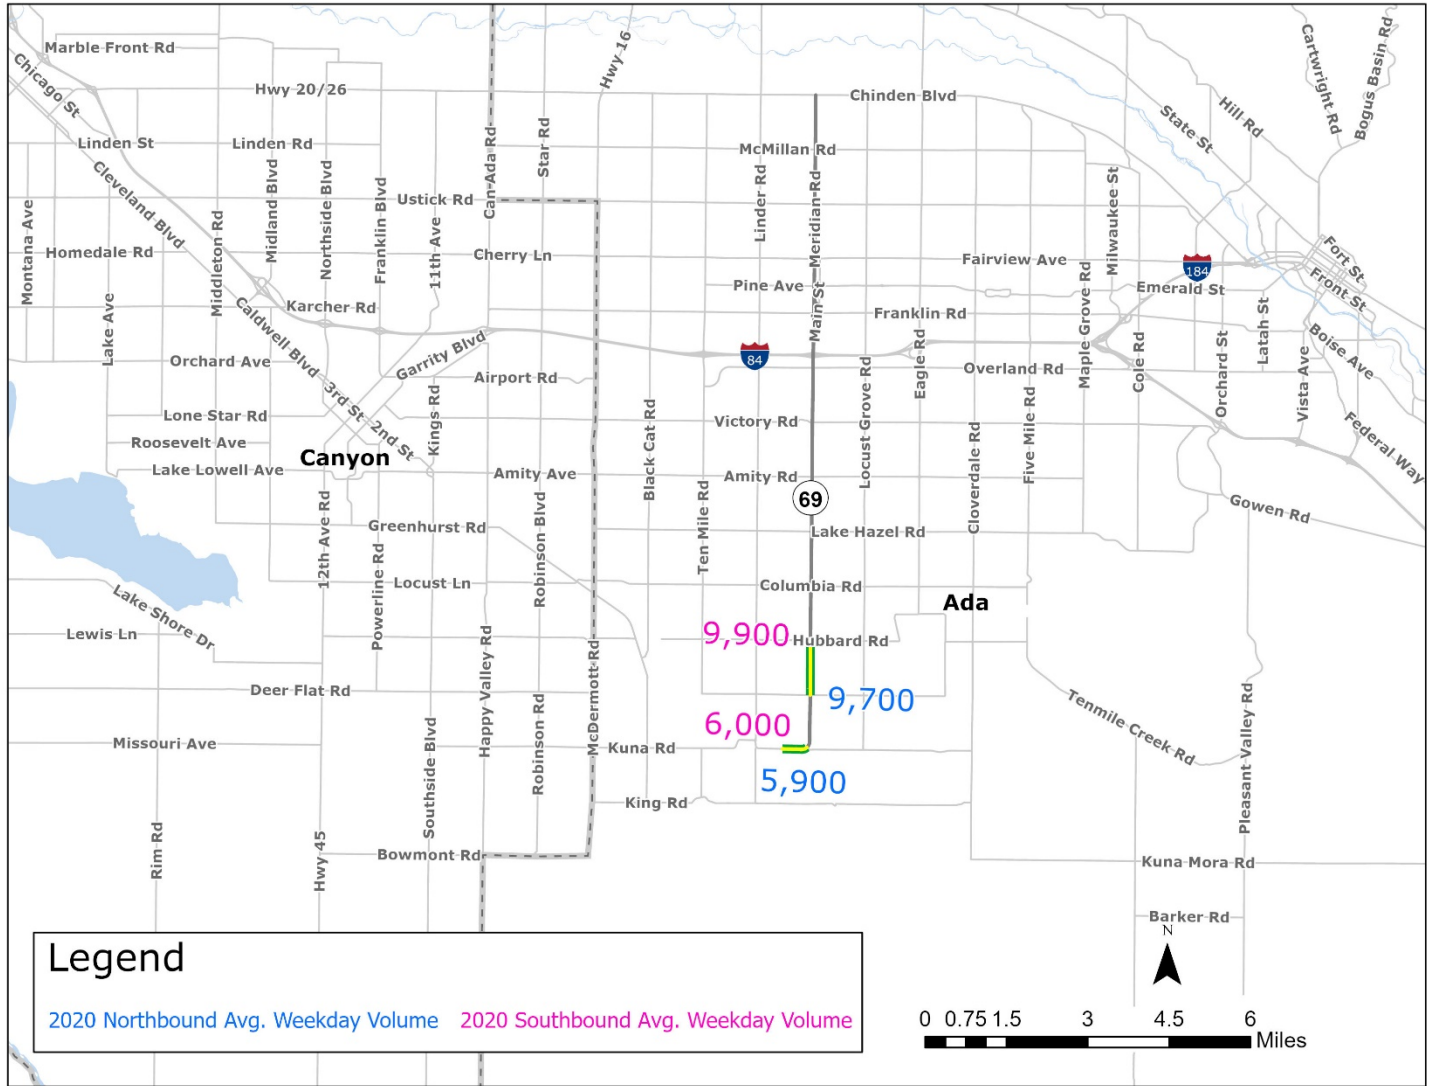 Marble Front Rd
Chicago St
Hwy 20/26
Hwy 16
Chinden Blvd
Cartwright Rd
Bogus Basin Rd
Hill Rd
State St
Linden St
Linden Rd
Can-Ada Rd
Star Rd
McMillan Rd
Cleveland Blvd
Montana Ave
Middleton Rd
Midland Blvd
Northside Blvd
Franklin Blvd
11th Ave
Ustick Rd
Linder Rd
Meridian Rd
Milwaukee St
Homedale Rd
Cherry Ln
Fairview Ave
184
Fort St
Front St
Pine Ave
Emerald St
Lake Ave
Karcher Rd
Main St
Franklin Rd
Maple Grove Rd
Latah St
Boise Ave
Caldwell Blvd
Garrity Blvd
84
Eagle Rd
Orchard Ave
Airport Rd
Overland Rd
Cole Rd
Orchard St
Vista Ave
3rd St
2nd St
Kings Rd
Lone Star Rd
Black Cat Rd
Victory Rd
Locust Grove Rd
Five Mile Rd
Federal Way
Roosevelt Ave
Canyon
Lake Lowell Ave
Amity Ave
Amity Rd
Cloverdale Rd
69
Gowen Rd
12th Ave Rd
Greenhurst Rd
Robinson Blvd
Ten Mile Rd
Lake Hazel Rd
Powerline Rd
Locust Ln
Columbia Rd
Lake Shore Dr
Ada
Lewis Ln
Happy Valley Rd
McDermott Rd
9,900
Hubbard Rd
Deer Flat Rd
Robinson Rd
9,700
Tenmile Creek Rd
Pleasant Valley Rd
6,000
Missouri Ave
Southside Blvd
Kuna Rd
5,900
King Rd
Rim Rd
Hwy 45
Bowmont Rd
Kuna Mora Rd
Barker Rd
N
Legend
2020 Northbound Avg. Weekday Volume 2020 Southbound Avg. Weekday Volume
0 0.75 1.5 3 4.5 6
Miles